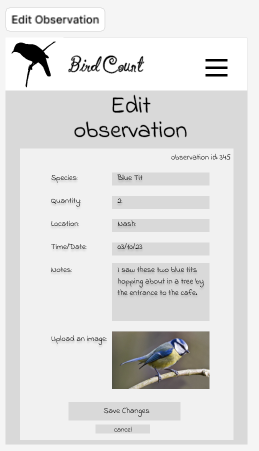 Edit Observation
Bird Count
Edit
observation
observation id: 345
Species: Blue Tit
Quantity 2
Location: Nash
Time/Date: 03/10/23
Notes: I saw these two blue tits
hopping about in a tree by
the entrance to the cafe.
Upload an image:
Save Changes
cancel